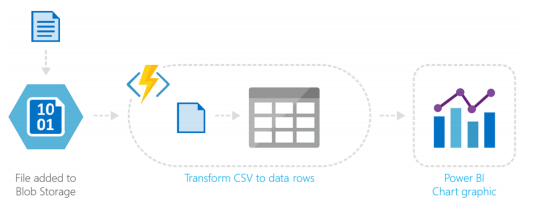 10
01
File added to
Blob Storage
Transform CSV to data rows
Power BI
Chart graphic